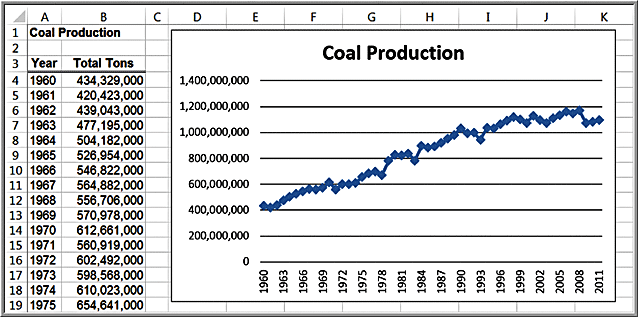 A B C D E F G H I J K
1 Coal Production
2
3 Year Total Tons
4 1960 434,329,000
5 1961 420,423,000
6 1962 439,043,000
7 1963 477,195,000
8 1964 504,182,000
9 1965 526,954,000
10 1966 546,822,000
11 1967 564,882,000
12 1968 556,706,000
13 1969 570,978,000
14 1970 612,661,000
15 1971 560,919,000
16 1972 602,492,000
17 1973 598,568,000
18 1974 610,023,000
19 1975 654,641,000
Coal Production
1,400,000,000
1,200,000,000
1,000,000,000
800,000,000
600,000,000
400,000,000
200,000,000
0
1960 1963 1966 1969 1972 1975 1978 1981 1984 1987 1990 1993 1996 1999 2002 2005 2008 2011